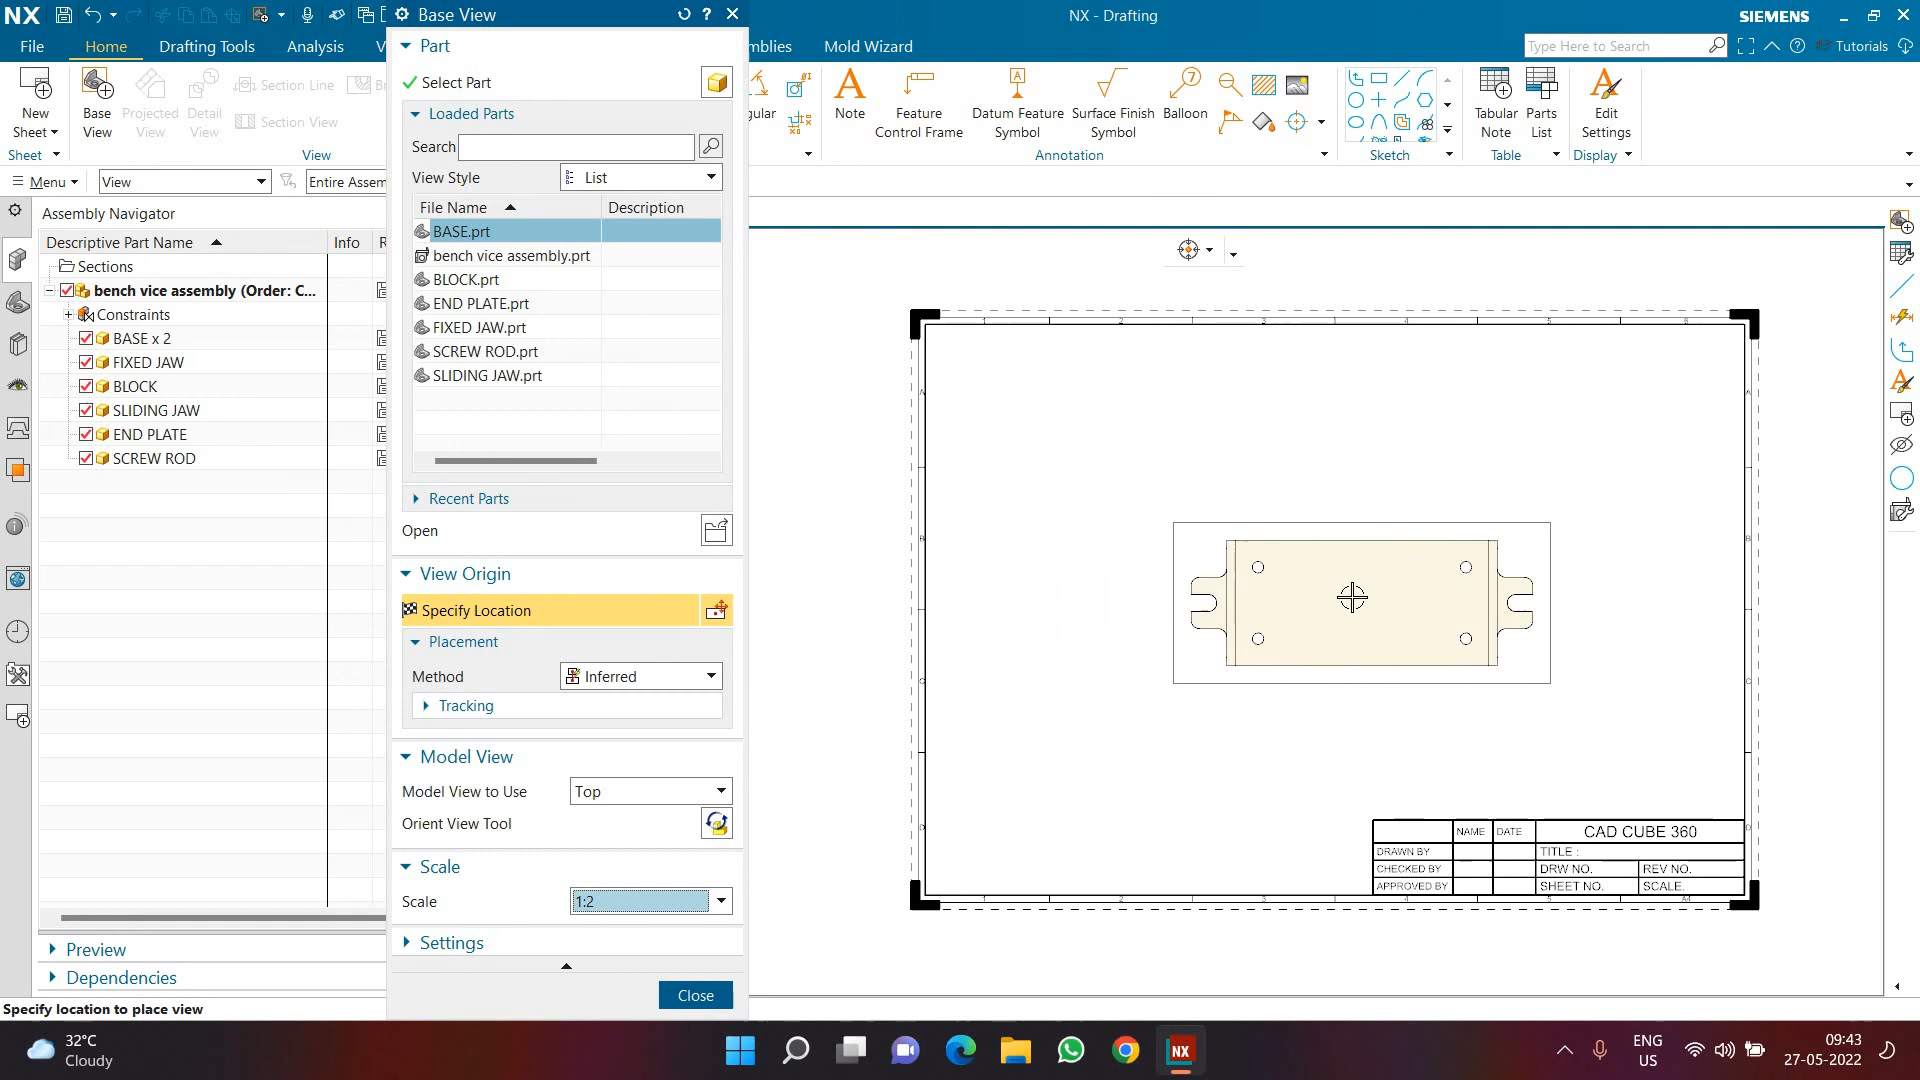 NX
Base View
NX - Drafting
SIEMENS
File
Home
Drafting Tools
Analysis
V
mblies
Mold Wizard
Type Here to Search
Tutorials
New
Sheet
Base
View
Projected
View
Detail
View
Section Line
Section View
Br
Sheet
View
Part
Select Part
Loaded Parts
Search
View Style
List
File Name
Description
BASE.prt
bench vice assembly.prt
BLOCK.prt
END PLATE.prt
FIXED JAW.prt
SCREW ROD.prt
SLIDING JAW.prt
Recent Parts
Open
View Origin
Specify Location
Placement
Method
Inferred
Tracking
Model View
Model View to Use
Top
Orient View Tool
Scale
Scale
1:2
Settings
Close
gular
Note
Feature
Control Frame
Datum Feature
Symbol
Surface Finish
Symbol
Balloon
Annotation
Sketch
Tabular
Note
Parts
List
Table
Edit
Settings
Display
Menu
View
Entire Assem
Assembly Navigator
Descriptive Part Name
Info
R
Sections
bench vice assembly (Order: C...
Constraints
BASE x 2
FIXED JAW
BLOCK
SLIDING JAW
END PLATE
SCREW ROD
Preview
Dependencies
Specify location to place view
NAME
DATE
CAD CUBE 360
DRAWN BY
TITLE :
CHECKED BY
DRW NO.
REV NO.
APPROVED BY
SHEET NO.
SCALE.
A4
32°C
Cloudy
NX
ENG
US
09:43
27-05-2022